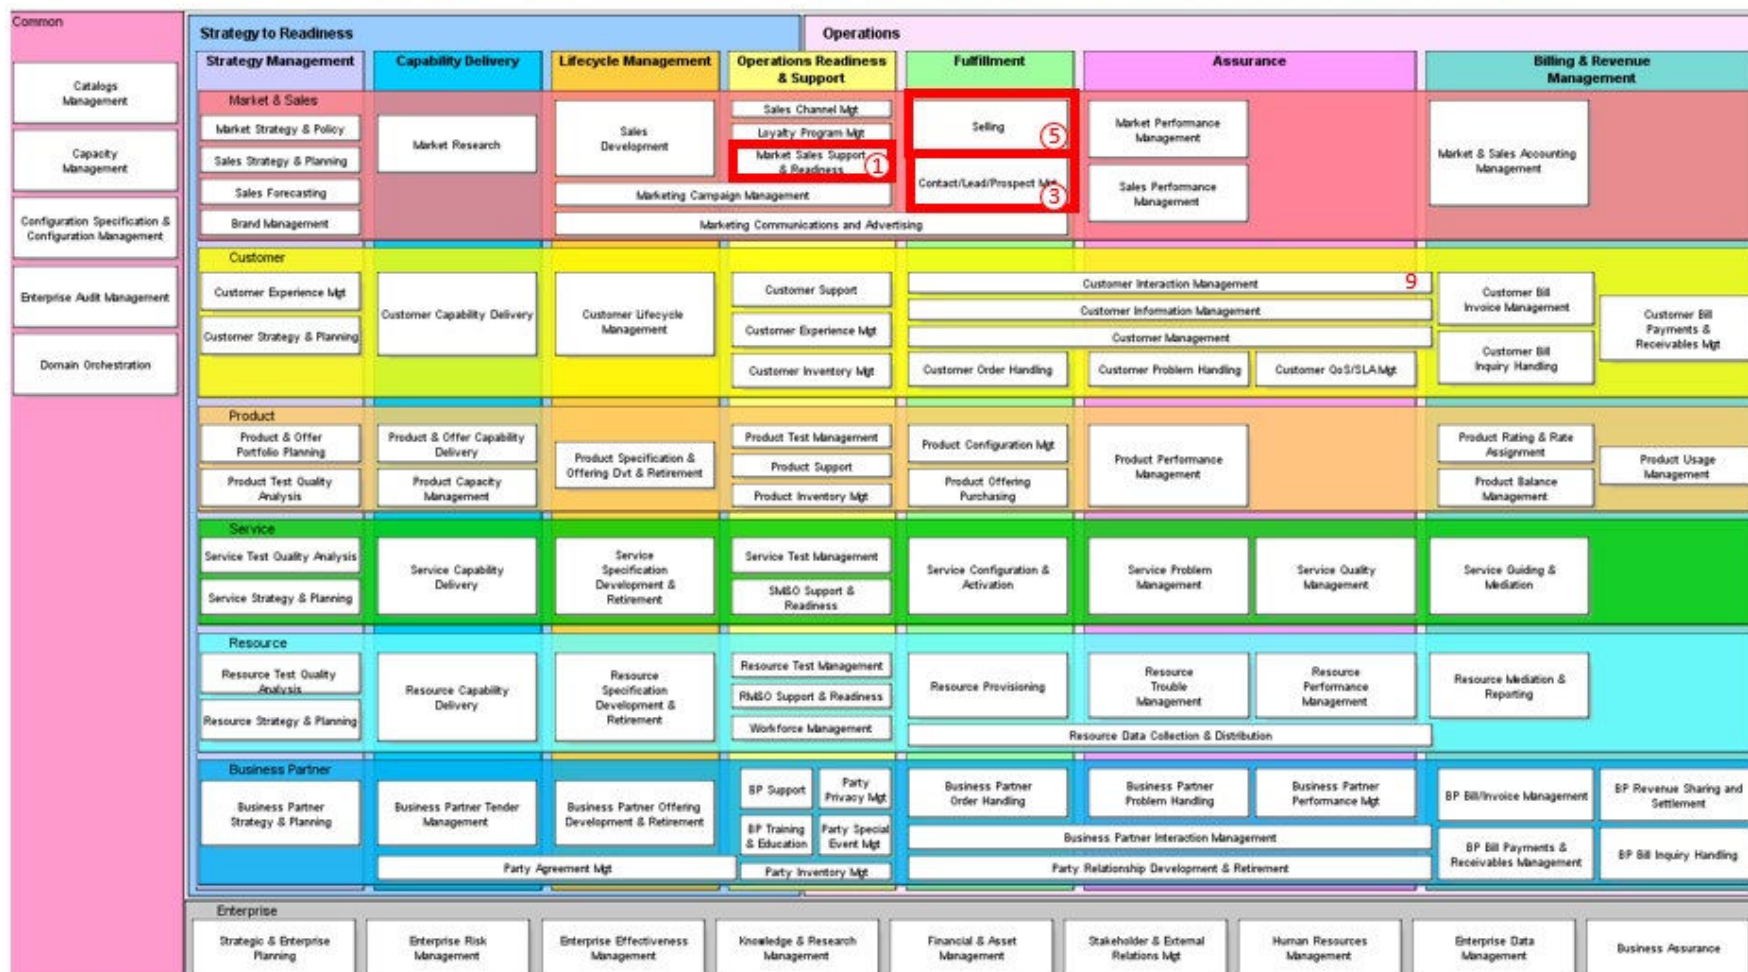 Common
Catalogs
Management
Capacity
Management
Configuration Specification &
Configuration Management
Enterprise Audit Management
Domain Orchestration
Strategy to Readiness
Operations
Strategy Management
Capability Delivery
Lifecycle Management
Operations Readiness
& Support
Fulfillment
Assurance
Billing & Revenue
Management
Market & Sales
Market Strategy & Policy
Sales Strategy & Planning
Sales Forecasting
Brand Management
Market Research
Sales
Development
Sales Channel Mgt
Loyalty Program Mgt
Market Sales Support
& Readiness
1
Marketing Campaign Management
Marketing Communications and Advertising
Selling
5
Contact/Lead/Prospect Mgt
3
Market Performance
Management
Sales Performance
Management
Market & Sales Accounting
Management
Customer
Customer Experience Mgt
Customer Strategy & Planning
Customer Capability Delivery
Customer Lifecycle
Management
Customer Support
Customer Experience Mgt
Customer Inventory Mgt
Customer Interaction Management
9
Customer Information Management
Customer Management
Customer Order Handling
Customer Problem Handling
Customer QoS/SLA Mgt
Customer Bill
Invoice Management
Customer Bill
Inquiry Handling
Customer Bill
Payments &
Receivables Mgt
Product
Product & Offer
Portfolio Planning
Product Test Quality
Analysis
Product & Offer Capability
Delivery
Product Capacity
Management
Product Specification &
Offering Dvt & Retirement
Product Test Management
Product Support
Product Inventory Mgt
Product Configuration Mgt
Product Offering
Purchasing
Product Performance
Management
Product Rating & Rate
Assignment
Product Balance
Management
Product Usage
Management
Service
Service Test Quality Analysis
Service Strategy & Planning
Service Capability
Delivery
Service
Specification
Development &
Retirement
Service Test Management
SM&O Support &
Readiness
Service Configuration &
Activation
Service Problem
Management
Service Quality
Management
Service Guiding &
Mediation
Resource
Resource Test Quality
Analysis
Resource Strategy & Planning
Resource Capability
Delivery
Resource
Specification
Development &
Retirement
Resource Test Management
RM&O Support & Readiness
Workforce Management
Resource Provisioning
Resource
Trouble
Management
Resource
Performance
Management
Resource Data Collection & Distribution
Resource Mediation &
Reporting
Business Partner
Business Partner
Strategy & Planning
Business Partner Tender
Management
Business Partner Offering
Development & Retirement
Party Agreement Mgt
BP Support
Party
Privacy Mgt
BP Training
& Education
Party Special
Event Mgt
Party Inventory Mgt
Business Partner
Order Handling
Business Partner
Problem Handling
Business Partner
Performance Mgt
Business Partner Interaction Management
Party Relationship Development & Retirement
BP Bill/Invoice Management
BP Revenue Sharing and
Settlement
BP Bill Payments &
Receivables Management
BP Bill Inquiry Handling
Enterprise
Strategic & Enterprise
Planning
Enterprise Risk
Management
Enterprise Effectiveness
Management
Knowledge & Research
Management
Financial & Asset
Management
Stakeholder & External
Relations Mgt
Human Resources
Management
Enterprise Data
Management
Business Assurance